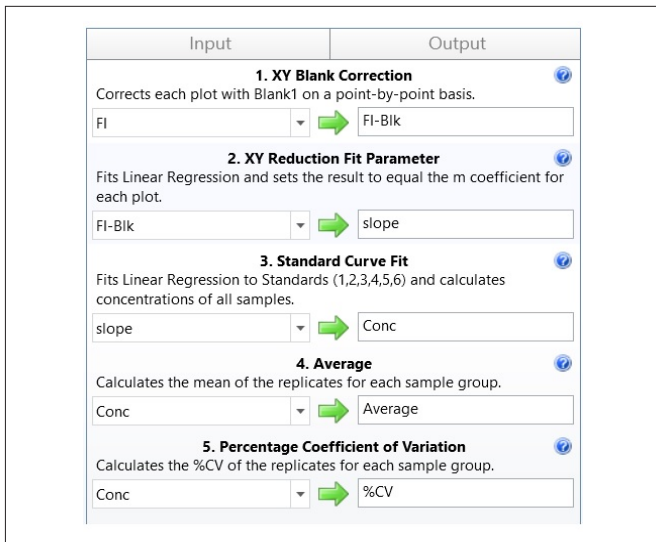 Input Output
1. XY Blank Correction
Corrects each plot with Blank1 on a point-by-point basis.
FI FI-Blk
2. XY Reduction Fit Parameter
Fits Linear Regression and sets the result to equal the m coefficient for
each plot.
FI-Blk slope
3. Standard Curve Fit
Fits Linear Regression to Standards (1,2,3,4,5,6) and calculates
concentrations of all samples.
slope Conc
4. Average
Calculates the mean of the replicates for each sample group.
Conc Average
5. Percentage Coefficient of Variation
Calculates the %CV of the replicates for each sample group.
Conc %CV